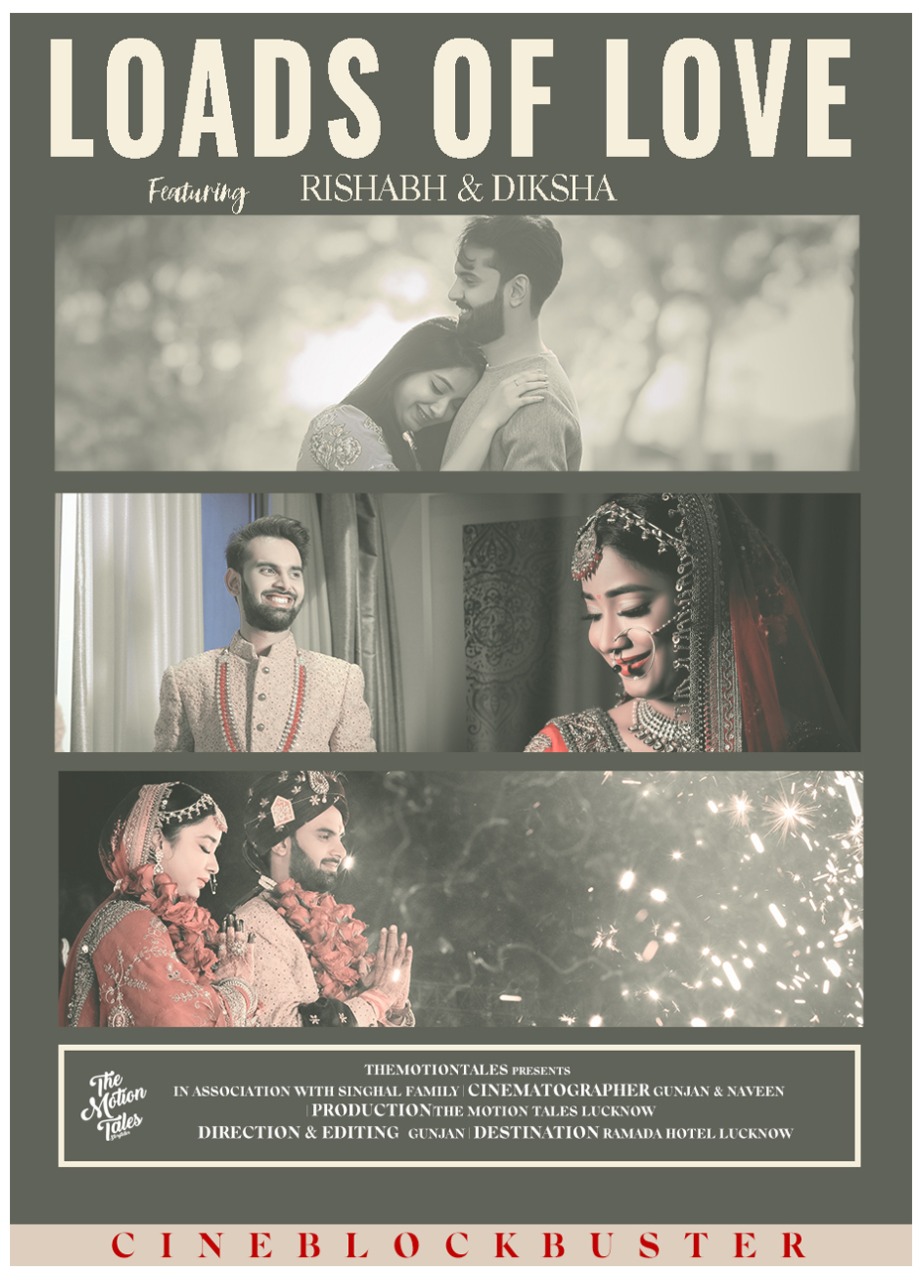 LOADS OF LOVE
Featuring RISHABH & DIKSHA
THEMOTIONTALES PRESENTS
IN ASSOCIATION WITH SINGHAL FAMILY | CINEMATOGRAPHER GUNJAN & NAVEEN
| PRODUCTION THE MOTION TALES LUCKNOW
DIRECTION & EDITING GUNJAN | DESTINATION RAMADA HOTEL LUCKNOW
The
Motion
Tales
CINEBLOCKBUSTER